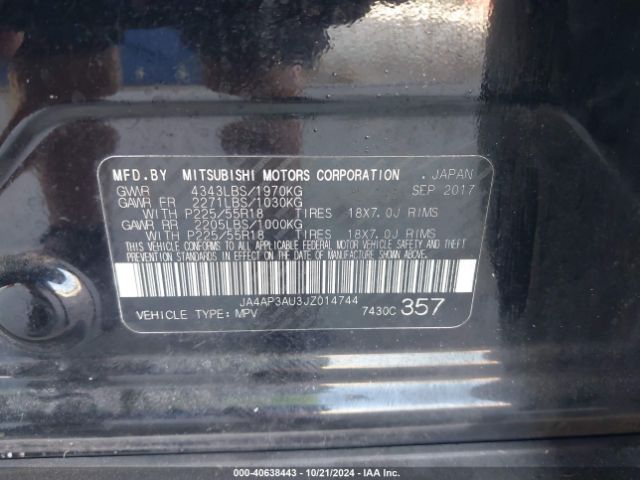 MFD.BY MITSUBISHI MOTORS CORPORATION , JAPAN
GVWR 4343LBS/1970KG SEP 2017
GAWR FR 2271LBS/1030KG
WITH P225/55R18 TIRES 18X7.0J RIMS
GAWR RR 2205LBS/1000KG
WITH P225/55R18 TIRES 18X7.0J RIMS
THIS VEHICLE CONFORMS TO ALL APPLICABLE FEDERAL MOTOR VEHICLE SAFETY AND THEFT
PREVENTION STANDARDS IN EFFECT ON THE DATE OF MANUFACTURE SHOWN ABOVE.
JA4AP3AU3JZ014744
VEHICLE TYPE: MPV 7430C 357
000-40638443 - 10/21/2024 - IAA Inc.